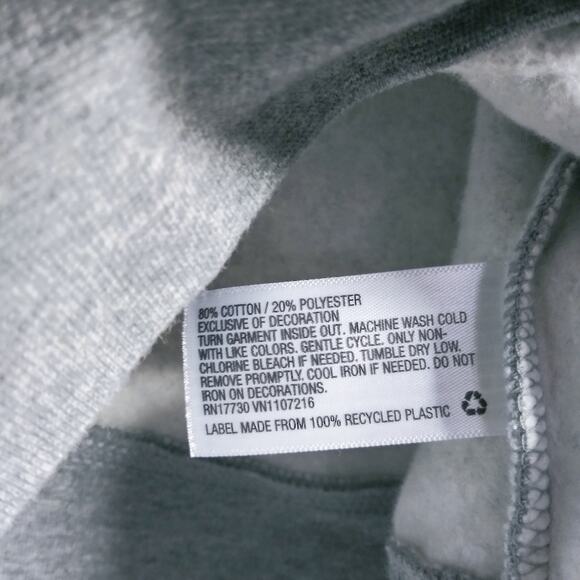 80% COTTON / 20% POLYESTER
EXCLUSIVE OF DECORATION
TURN GARMENT INSIDE OUT. MACHINE WASH COLD
WITH LIKE COLORS. GENTLE CYCLE. ONLY NON-
CHLORINE BLEACH IF NEEDED. TUMBLE DRY LOW.
REMOVE PROMPTLY. COOL IRON IF NEEDED. DO NOT
IRON ON DECORATIONS.
RN17730 VN1107216
LABEL MADE FROM 100% RECYCLED PLASTIC